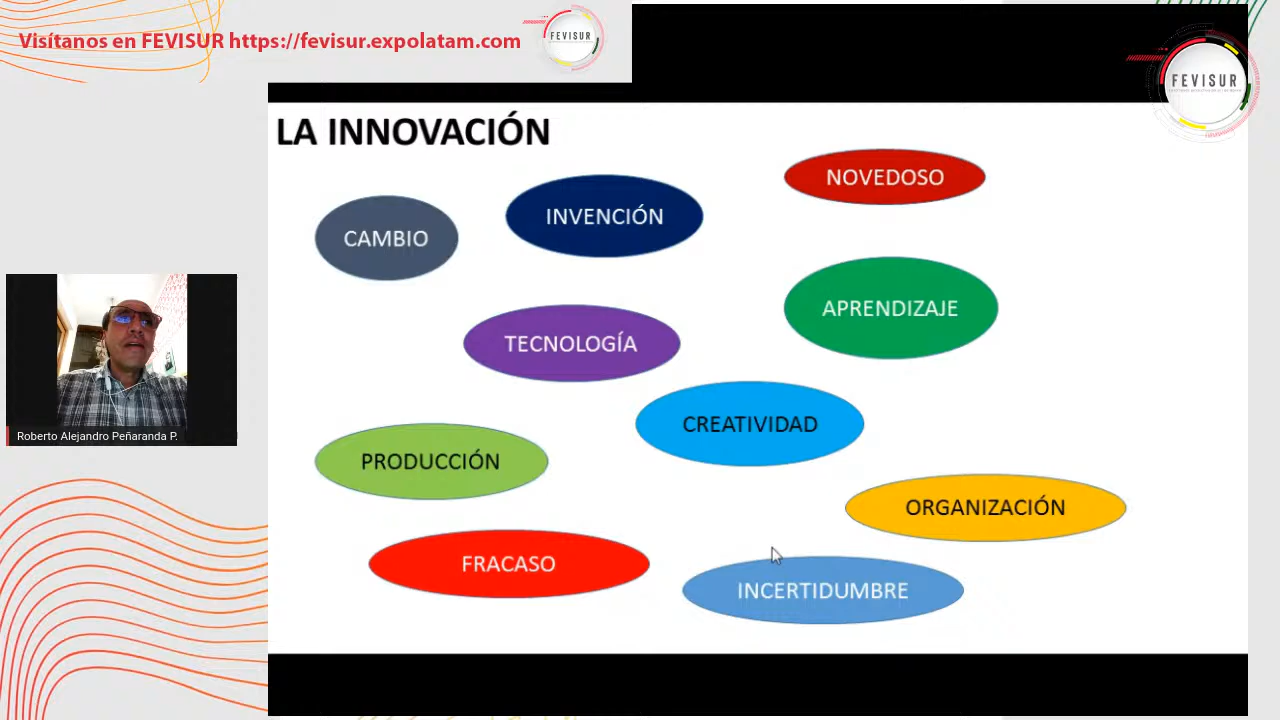 Visítanos en FEVISUR https://fevisur.expolatam.com
FEVISUR
FEVISUR
LA INNOVACIÓN
NOVEDOSO
INVENCIÓN
CAMBIO
APRENDIZAJE
TECNOLOGÍA
CREATIVIDAD
PRODUCCIÓN
ORGANIZACIÓN
FRACASO
INCERTIDUMBRE
Roberto Alejandro Peñaranda P.